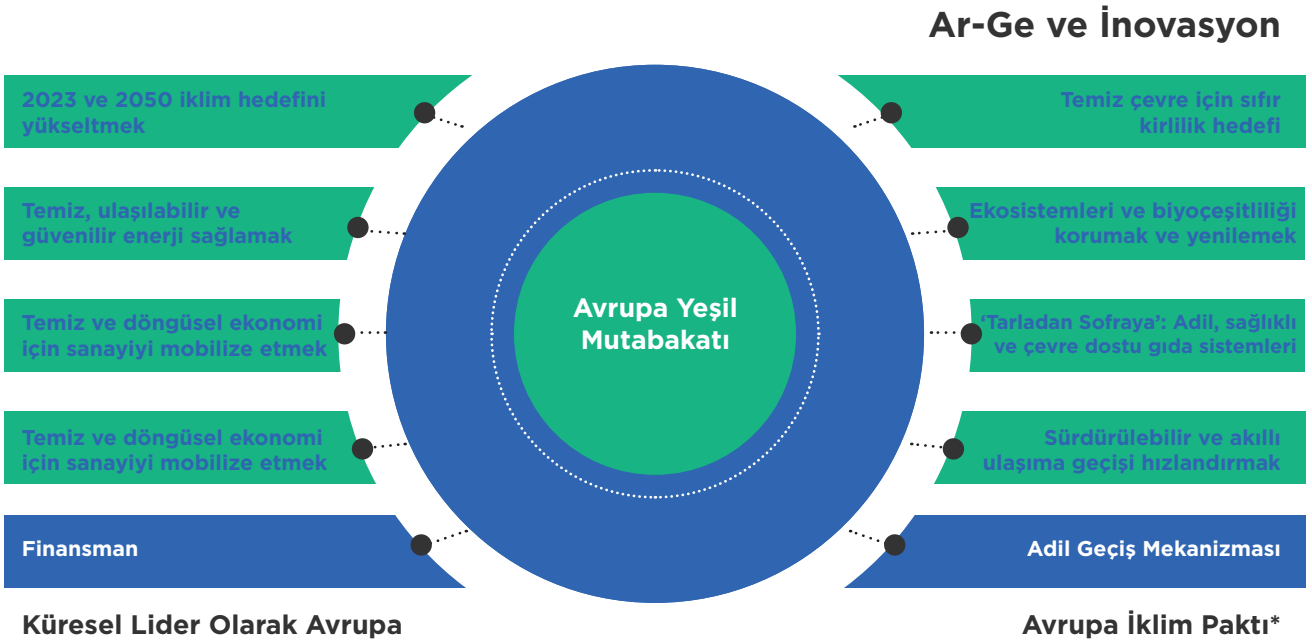 Ar-Ge ve İnovasyon
2023 ve 2050 iklim hedefini
yükseltmek
Temiz, ulaşılabilir ve
güvenilir enerji sağlamak
Temiz ve döngüsel ekonomi
için sanayiyi mobilize etmek
Temiz ve döngüsel ekonomi
için sanayiyi mobilize etmek
Finansman
Küresel Lider Olarak Avrupa
Avrupa Yeşil
Mutabakatı
Temiz çevre için sıfır
kirlilik hedefi
Ekosistemleri ve biyoçeşitliliği
korumak ve yenilemek
‘Tarladan Sofraya’: Adil, sağlıklı
ve çevre dostu gıda sistemleri
Sürdürülebilir ve akıllı
ulaşıma geçişi hızlandırmak
Adil Geçiş Mekanizması
Avrupa İklim Paktı*